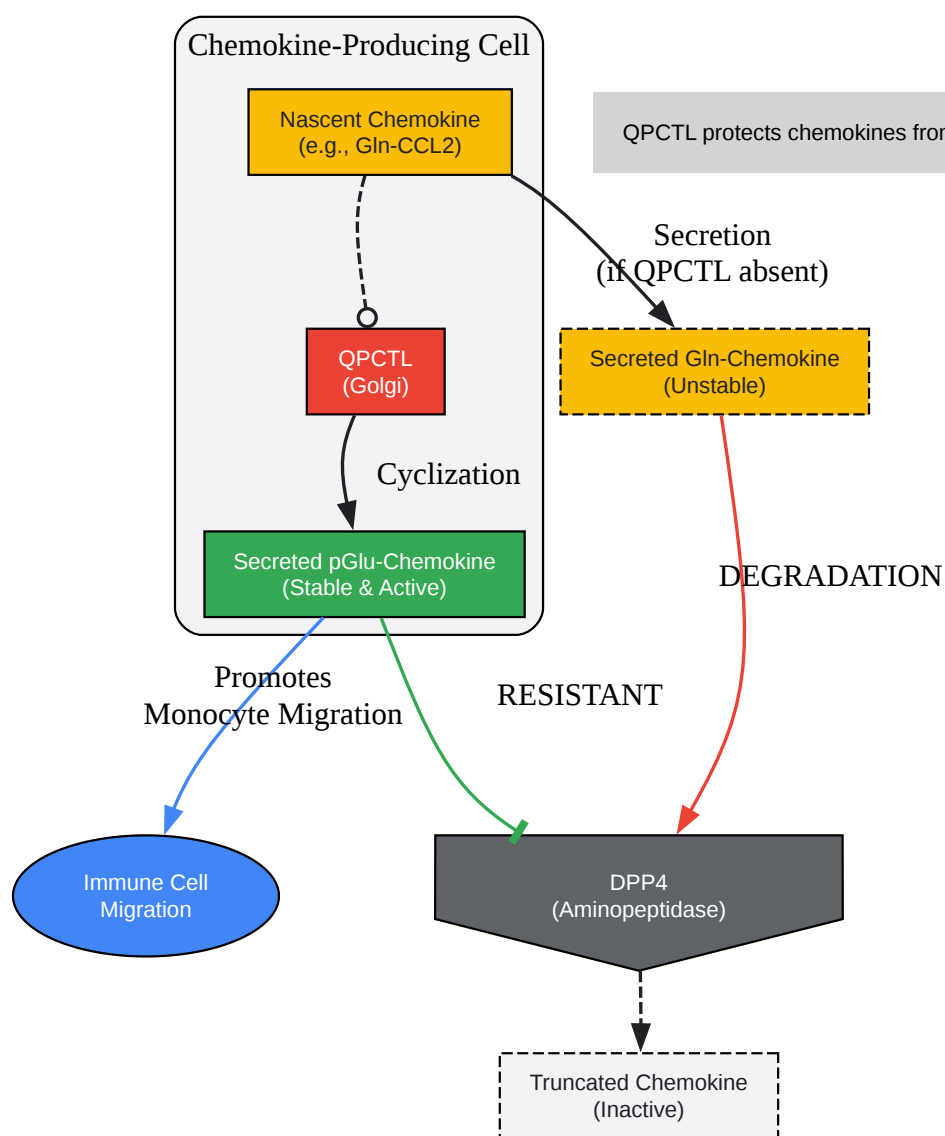 Chemokine-Producing Cell
Nascent Chemokine
(e.g., Gln-CCL2)
QPCTL protects chemokines from
Secretion
(if QPCTL absent)
QPCTL
(Golgi)
Secreted Gln-Chemokine
(Unstable)
Cyclization
Secreted pGlu-Chemokine
(Stable & Active)
DEGRADATION
Promotes
Monocyte Migration
RESISTANT
Immune Cell
Migration
DPP4
(Aminopeptidase)
Truncated Chemokine
(Inactive)